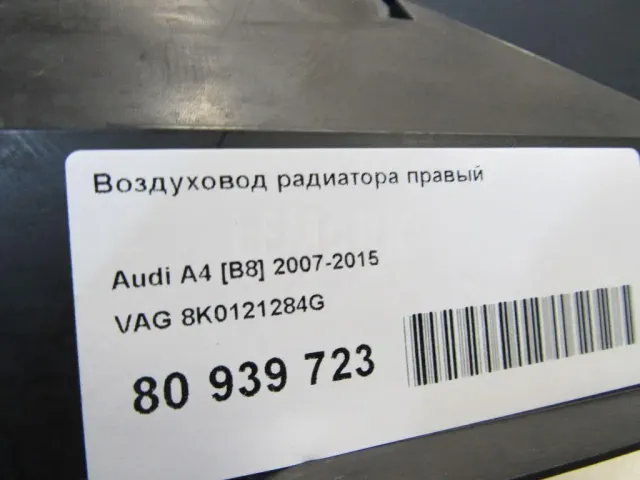 Воздуховод радиатора правый
Audi A4 [B8] 2007-2015
VAG 8K0121284G
80 939 723